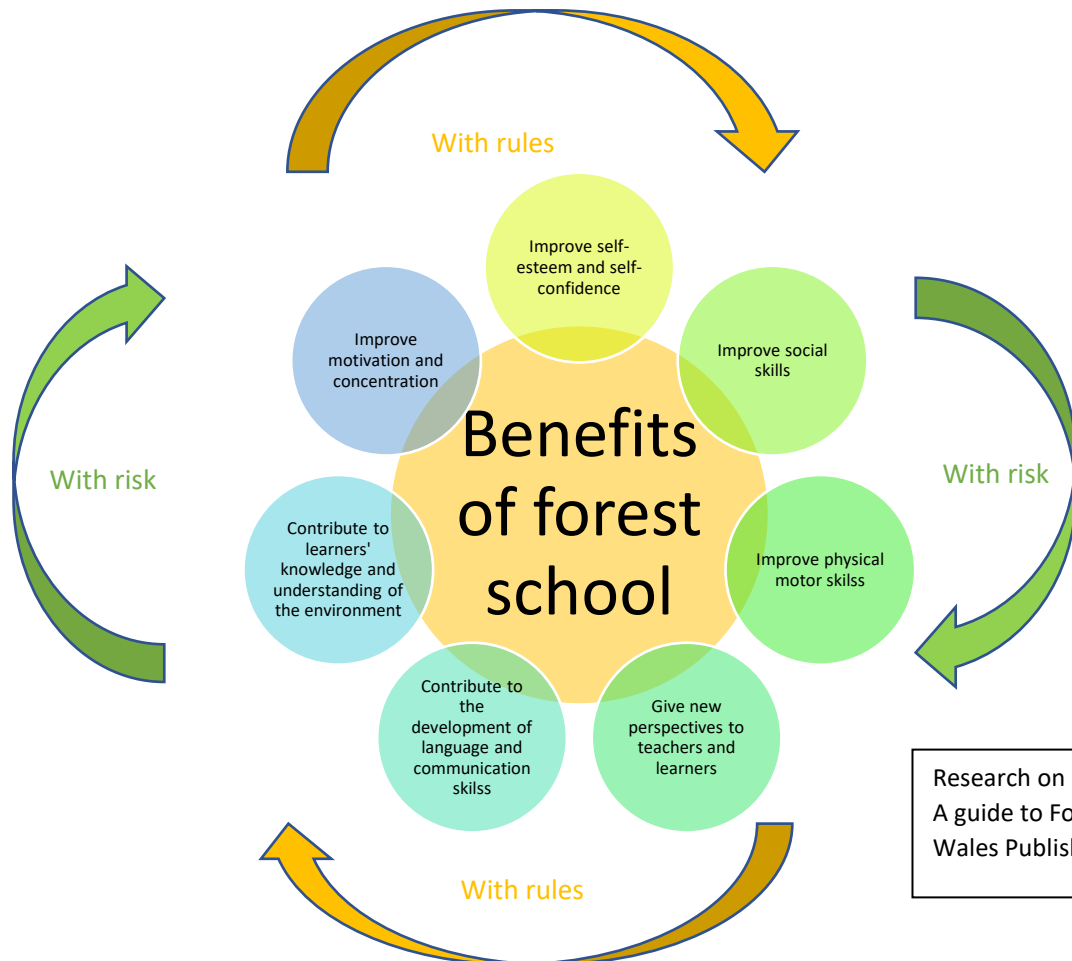 With rules
Improve self-
esteem and self-
confidence
Improve social
skills
Improve physical
motor skilss
Give new
perspectives to
teachers and
learners
Contribute to
the
development of
language and
communication
skilss
Contribute to
learners'
knowledge and
understanding of
the environment
Improve
motivation and
concentration
Benefits
of forest
school
With risk
With risk
With rules
Research on
A guide to
Wales